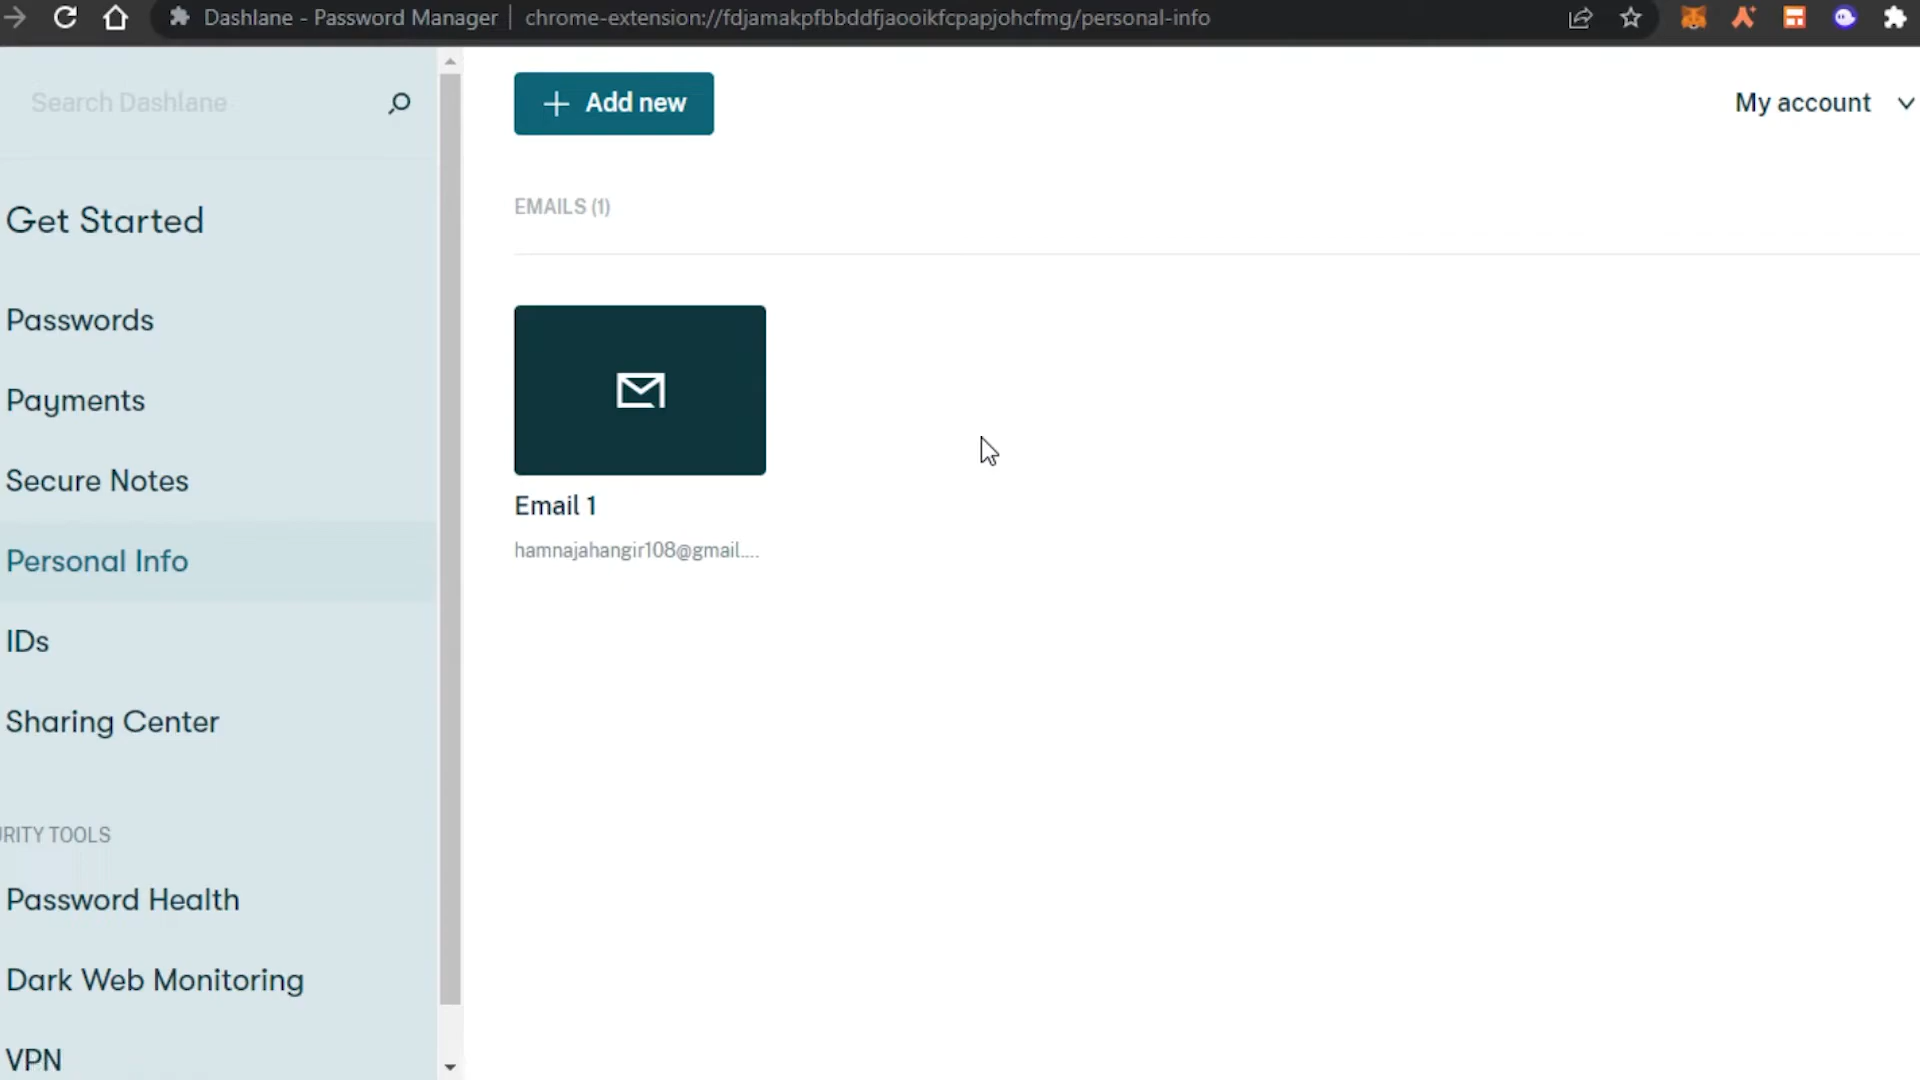 Dashlane - Password Manager | chrome-extension://fdjamakpfbbddfjaooikfcpapjohcfmg/personal-info
Search Dashlane
Add new
My account
Get Started
EMAILS (1)
Passwords
Payments
Secure Notes
Email 1
hamnajahangir108@gmail....
Personal Info
IDs
Sharing Center
URITY TOOLS
Password Health
Dark Web Monitoring
VPN